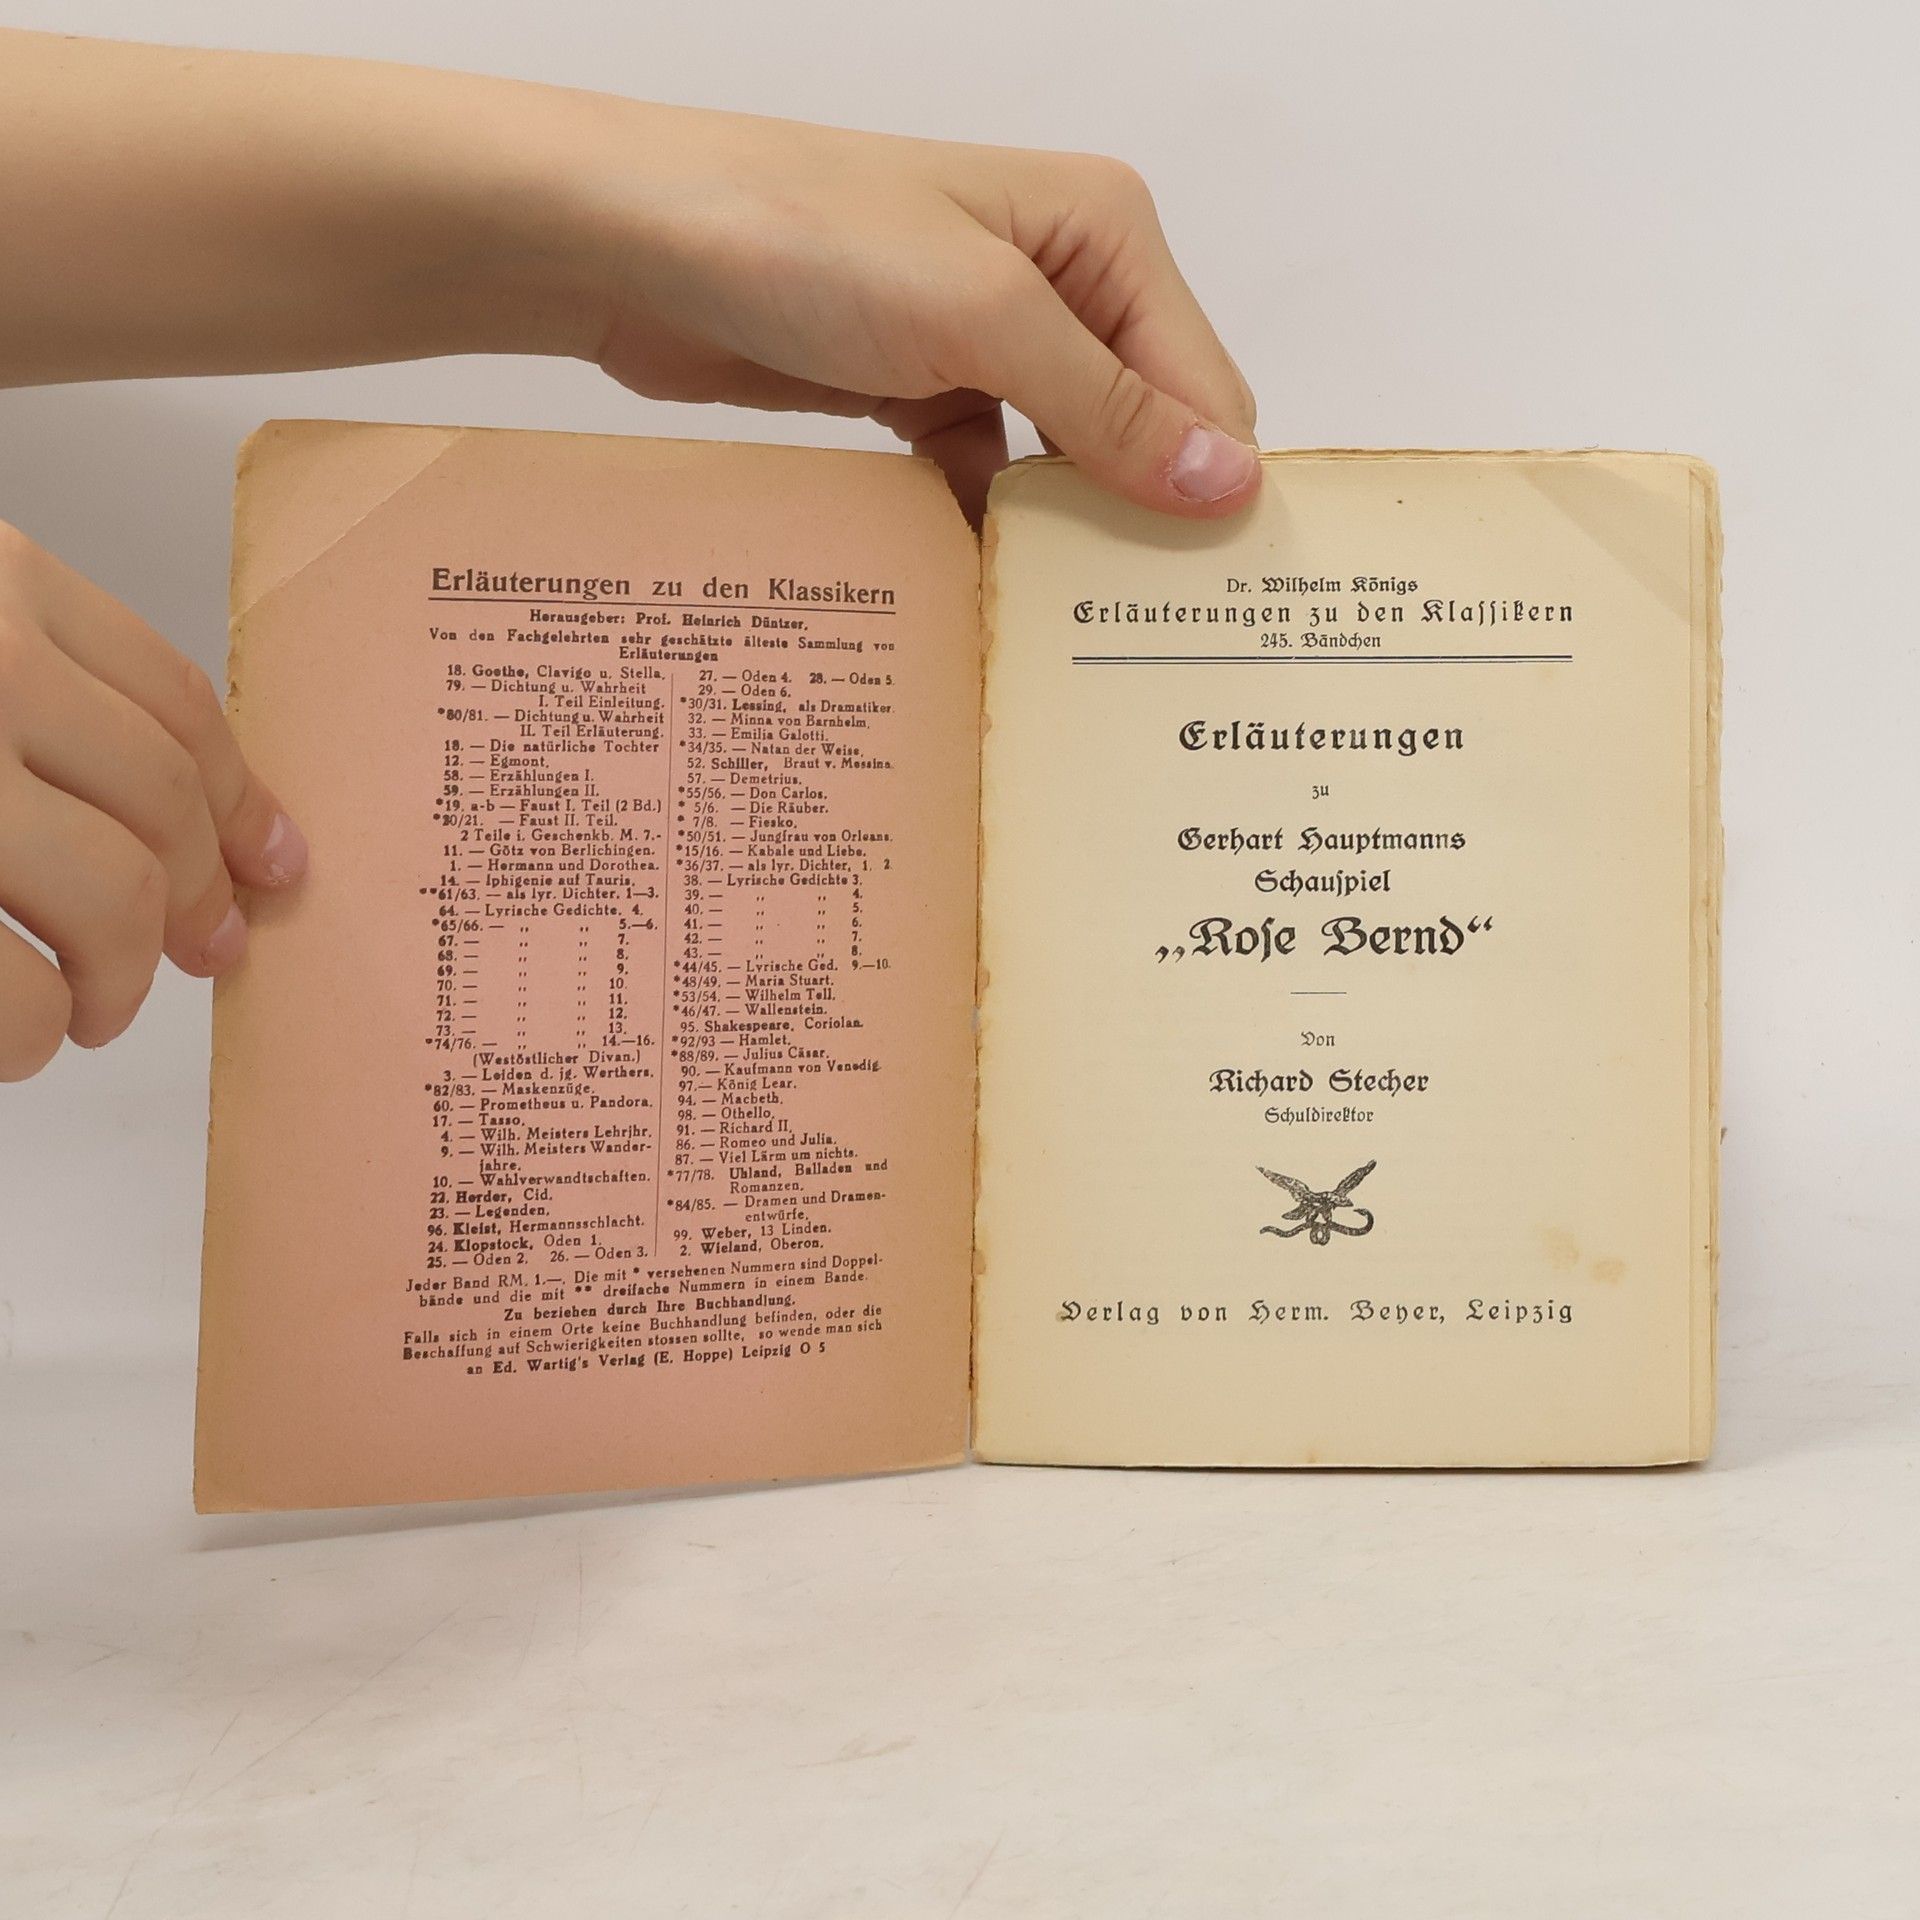 Erläuterungen zu den Klassikern
Herausgeber: Prof. Heinrich Düntzer.
Von den Fachgelehrten sehr geschätzte älteste Sammlung von
Erläuterungen
18. Goethe, Clavigo u. Stella.
79. — Dichtung u. Wahrheit
I. Teil Einleitung.
*80/81. — Dichtung u. Wahrheit
II. Teil Erläuterung.
18. — Die natürliche Tochter
12. — Egmont.
58. — Erzählungen I.
59. — Erzählungen II.
*19. a-b — Faust I. Teil (2 Bd.)
*20/21. — Faust II. Teil.
2 Teile i. Geschenkb. M. 7.-
11. — Götz von Berlichingen.
1. — Hermann und Dorothea.
14. — Iphigenie auf Tauris.
**61/63. — als lyr. Dichter. 1—3.
64. — Lyrische Gedichte. 4.
*65/66. — „ „ 5.—6.
67. — „ „ 7.
68. — „ „ 8.
69. — „ „ 9.
70. — „ „ 10.
71. — „ „ 11.
72. — „ „ 12.
73. — „ „ 13.
*74/76. — „ „ 14.—16.
(Westöstlicher Divan.)
3. — Leiden d. jg. Werthers.
*82/83. — Maskenzüge.
60. — Prometheus u. Pandora.
17. — Tasso.
4. — Wilh. Meisters Lehrjhr.
9. — Wilh. Meisters Wander-
jahre.
10. — Wahlverwandtschaften.
22. Herder, Cid.
23. — Legenden.
96. Kleist, Hermannsschlacht.
24. Klopstock, Oden 1.
25. — Oden 2. 26. — Oden 3.
27. — Oden 4. 28. — Oden 5.
29. — Oden 6.
*30/31. Lessing, als Dramatiker.
32. — Minna von Barnhelm.
33. — Emilia Galotti.
*34/35. — Natan der Weise.
52. Schiller, Braut v. Messina.
57. — Demetrius.
*55/56. — Don Carlos.
* 5/6. — Die Räuber.
* 7/8. — Fiesko.
*50/51. — Jungfrau von Orleans.
*15/16. — Kabale und Liebe.
*36/37. — als lyr. Dichter, 1. 2.
38. — Lyrische Gedichte 3.
39. — „ „ 4.
40. — „ „ 5.
41. — „ „ 6.
42. — „ „ 7.
43. — „ „ 8.
*44/45. — Lyrische Ged. 9.—10.
*48/49. — Maria Stuart.
*53/54. — Wilhelm Tell.
*46/47. — Wallenstein.
95. Shakespeare, Coriolan.
*92/93 — Hamlet.
*88/89. — Julius Cäsar.
90. — Kaufmann von Venedig.
97.— König Lear.
94. — Macbeth.
98. — Othello.
91. — Richard II.
86. — Romeo und Julia.
87. — Viel Lärm um nichts.
*77/78. Uhland, Balladen und
Romanzen.
*84/85. — Dramen und Dramen-
entwürfe.
99. Weber, 13 Linden.
2. Wieland, Oberon.
Jeder Band RM. 1.—. Die mit * versehenen Nummern sind Doppel-
bände und die mit ** dreifache Nummern in einem Bande.
Zu beziehen durch Ihre Buchhandlung.
Falls sich in einem Orte keine Buchhandlung befinden, oder die
Beschaffung auf Schwierigkeiten stossen sollte, so wende man sich
an Ed. Wartig's Verlag (E. Hoppe) Leipzig O 5
Dr. Wilhelm Königs
Erläuterungen zu den Klassikern
245. Bändchen
Erläuterungen
zu
Gerhart Hauptmanns
Schauspiel
„Rose Bernd“
Von
Richard Stecher
Schuldirektor
Verlag von Herm. Beyer, Leipzig